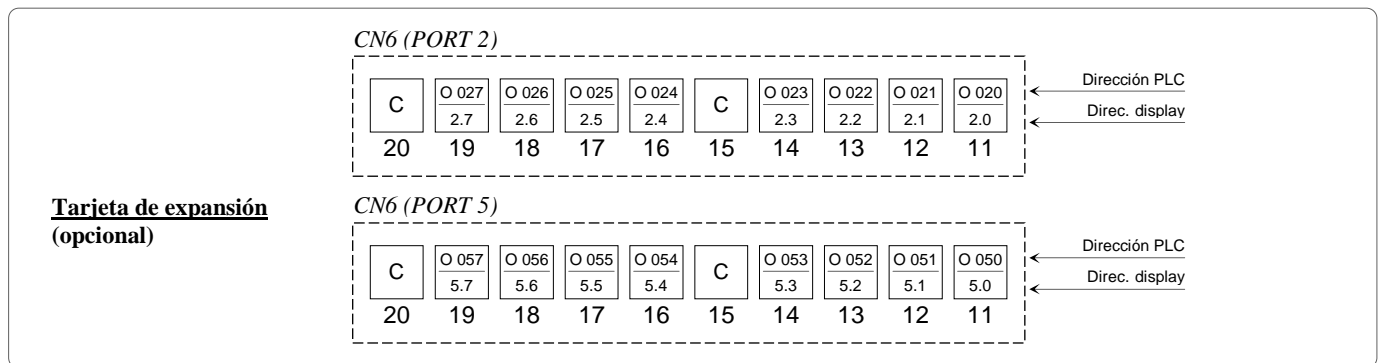 CN6 (PORT 2)
C O 027 O 026 O 025 O 024 C O 023 O 022 O 021 O 020 Dirección PLC
2.7 2.6 2.5 2.4 2.3 2.2 2.1 2.0 Direc. display
20 19 18 17 16 15 14 13 12 11
Tarjeta de expansión
(opcional)
CN6 (PORT 5)
C O 057 O 056 O 055 O 054 C O 053 O 052 O 051 O 050 Dirección PLC
5.7 5.6 5.5 5.4 5.3 5.2 5.1 5.0 Direc. display
20 19 18 17 16 15 14 13 12 11